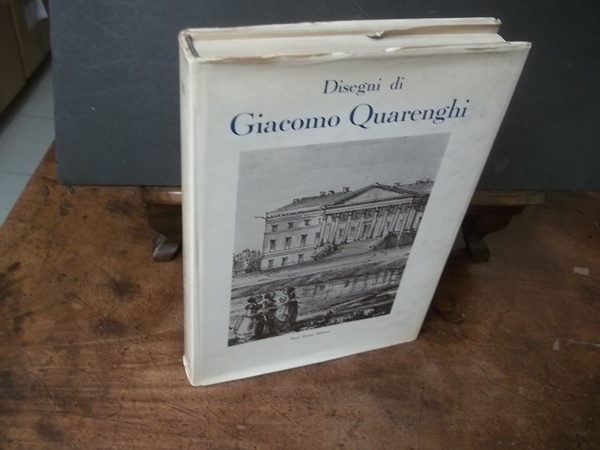 Disegni di
Giacomo Quarenghi